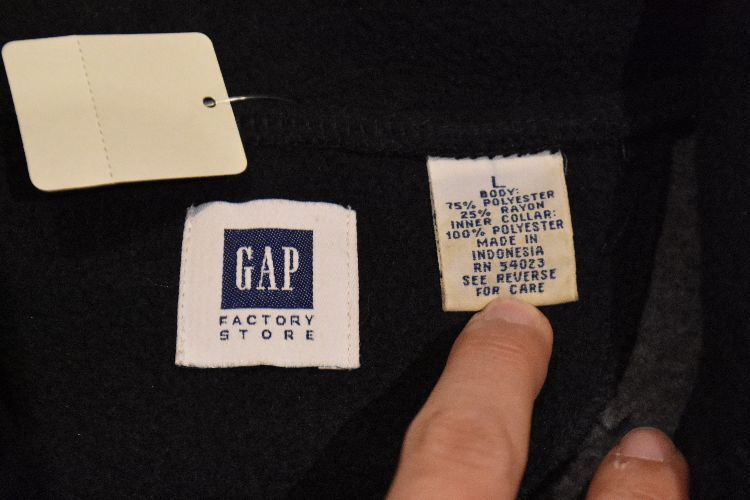 GAP
FACTORY
STORE
L
BODY:
75% POLYESTER
25% RAYON
INNER COLLAR:
100% POLYESTER
MADE IN
INDONESIA
RN 54023
SEE REVERSE
FOR CARE